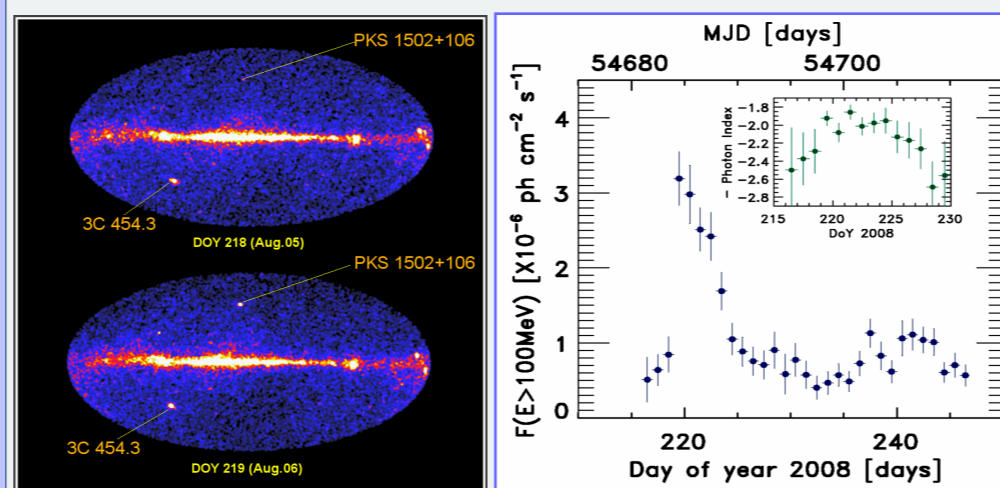 PKS 1502+106
3C 454.3
DOY 218 (Aug.05)
PKS 1502+106
3C 454.3
DOY 219 (Aug.06)
MJD [days]
54680 54700
F(E>100MeV) [X10⁻⁶ ph cm⁻² s⁻¹]
4
3
2
1
0
220 240
Day of year 2008 [days]
− Photon Index
−1.8
−2.0
−2.2
−2.4
−2.6
−2.8
215 220 225 230
DoY 2008